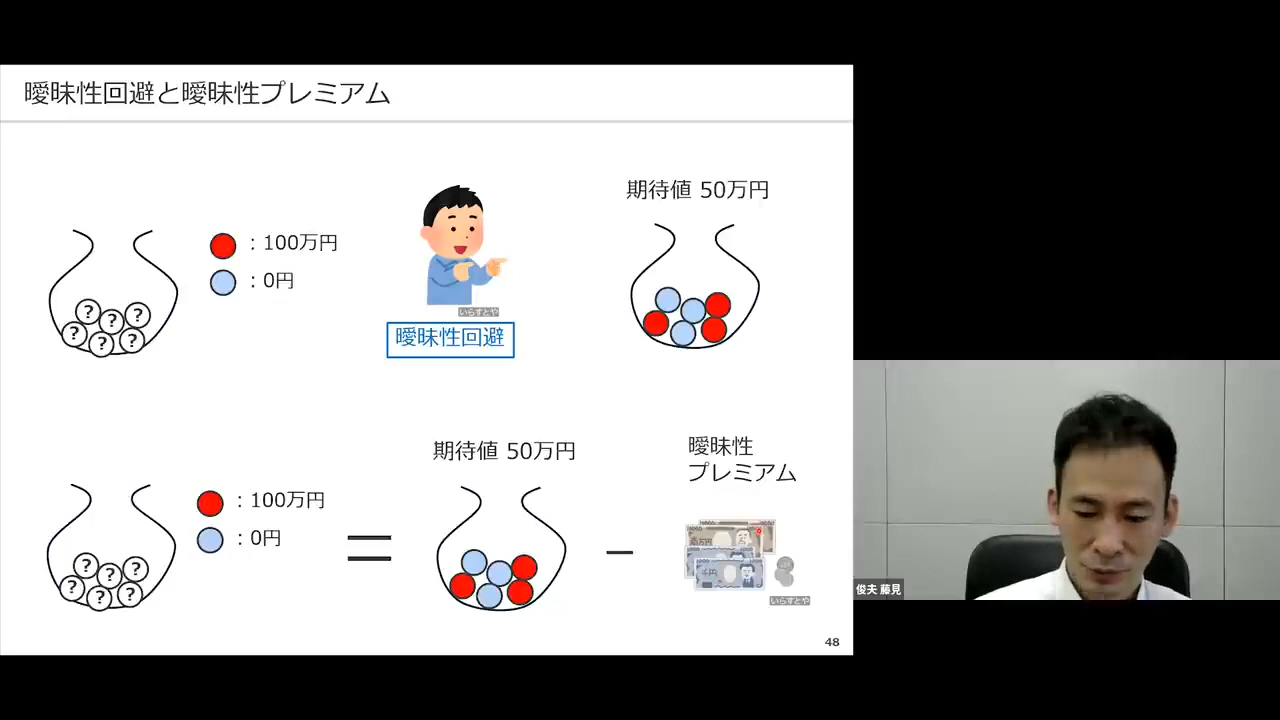 曖昧性回避と曖昧性プレミアム
期待値 50万円
：100万円
：0円
? ? ? ? ? ?
いらすとや
曖昧性回避
期待値 50万円
曖昧性
プレミアム
：100万円
：0円
? ? ? ? ? ?
いらすとや
俊夫 藤見
48